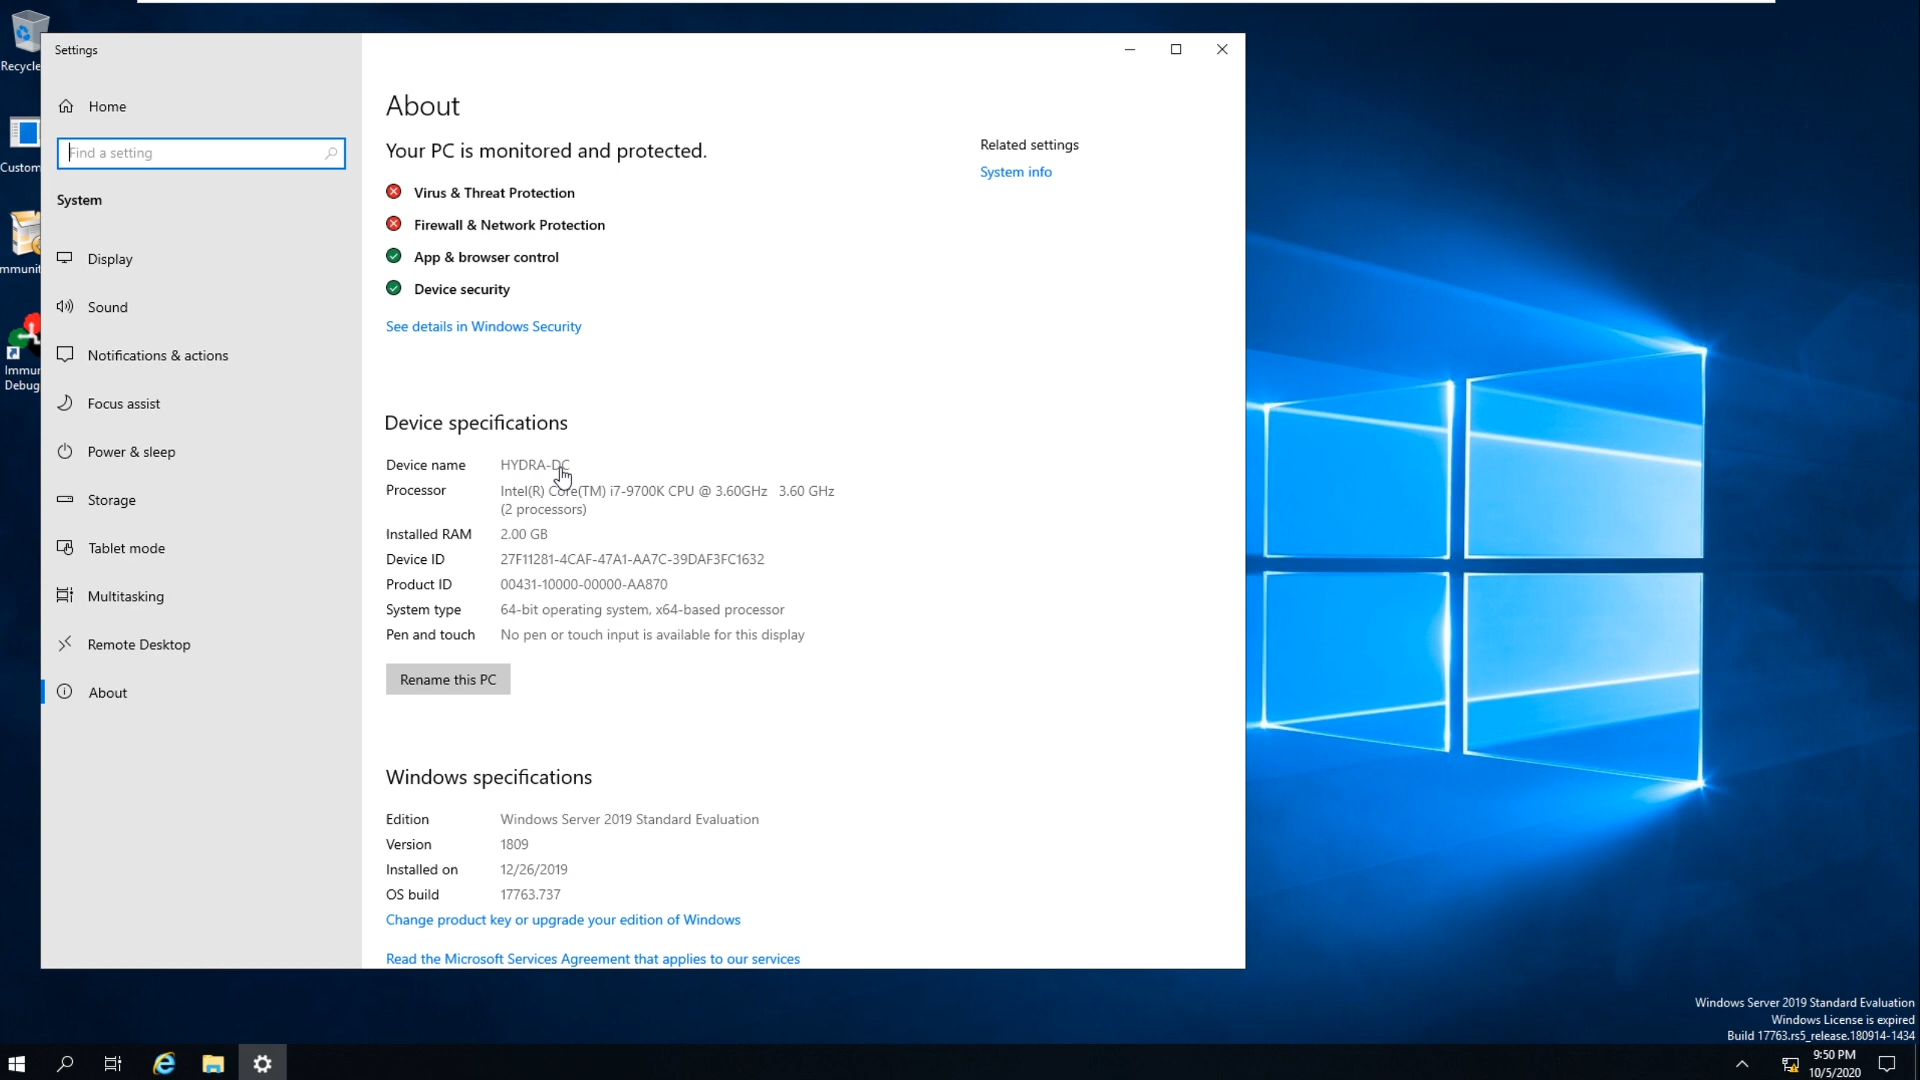 Recycle
Custom
mmunit
Immun
Debug
Settings
Home
Find a setting
System
Display
Sound
Notifications & actions
Focus assist
Power & sleep
Storage
Tablet mode
Multitasking
Remote Desktop
About
About
Your PC is monitored and protected.
Virus & Threat Protection
Firewall & Network Protection
App & browser control
Device security
See details in Windows Security
Related settings
System info
Device specifications
Device name HYDRA-DC
Processor Intel(R) Core(TM) i7-9700K CPU @ 3.60GHz 3.60 GHz
(2 processors)
Installed RAM 2.00 GB
Device ID 27F11281-4CAF-47A1-AA7C-39DAF3FC1632
Product ID 00431-10000-00000-AA870
System type 64-bit operating system, x64-based processor
Pen and touch No pen or touch input is available for this display
Rename this PC
Windows specifications
Edition Windows Server 2019 Standard Evaluation
Version 1809
Installed on 12/26/2019
OS build 17763.737
Change product key or upgrade your edition of Windows
Read the Microsoft Services Agreement that applies to our services
Windows Server 2019 Standard Evaluation
Windows License is expired
Build 17763.rs5_release.180914-1434
9:50 PM
10/5/2020